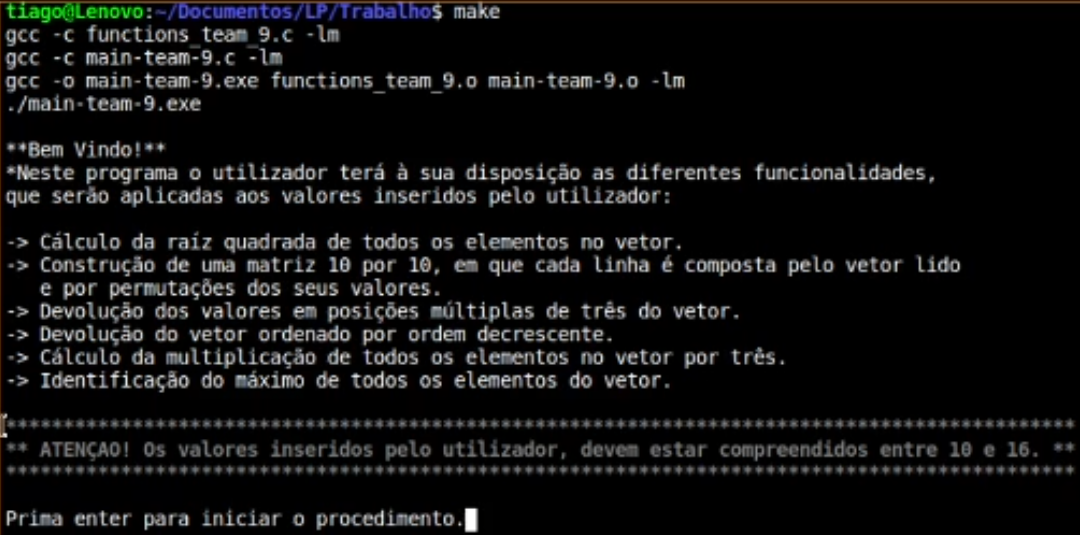 tiago@Lenovo:~/Documentos/LP/Trabalho$ make
gcc -c functions_team_9.c -lm
gcc -c main-team-9.c -lm
gcc -o main-team-9.exe functions_team_9.o main-team-9.o -lm
./main-team-9.exe
**Bem Vindo!**
*Neste programa o utilizador terá à sua disposição as diferentes funcionalidades,
que serão aplicadas aos valores inseridos pelo utilizador:
-> Cálculo da raíz quadrada de todos os elementos no vetor.
-> Construção de uma matriz 10 por 10, em que cada linha é composta pelo vetor lido
e por permutações dos seus valores.
-> Devolução dos valores em posições múltiplas de três do vetor.
-> Devolução do vetor ordenado por ordem decrescente.
-> Cálculo da multiplicação de todos os elementos no vetor por três.
-> Identificação do máximo de todos os elementos do vetor.
*********************************************************************************************
** ATENÇAO! Os valores inseridos pelo utilizador, devem estar compreendidos entre 10 e 16. **
*********************************************************************************************
Prima enter para iniciar o procedimento.